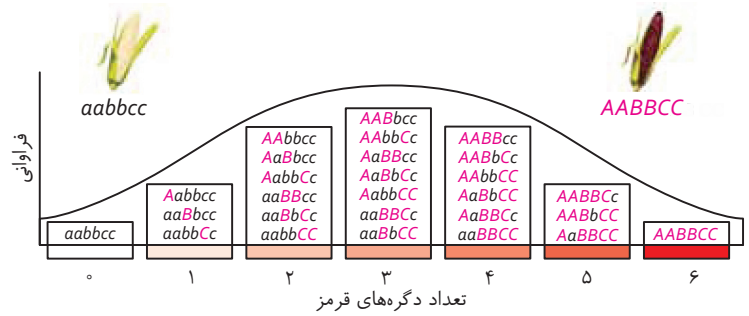 aabbcc
AABBCC
فراوانی
aabbcc
Aabbcc
aaBbcc
aabbCc
AAbbcc
AaBbcc
AabbCc
aaBBcc
aaBbCc
aabbCC
AABbcc
AAbbCc
AaBBcc
AaBbCc
AabbCC
aaBBCc
aaBbCC
AABBcc
AABbCc
AAbbCC
AaBbCC
AaBBCc
aaBBCC
AABBCc
AABbCC
AaBBCC
AABBCC
۰ ۱ ۲ ۳ ۴ ۵ ۶
تعداد دگره‌های قرمز